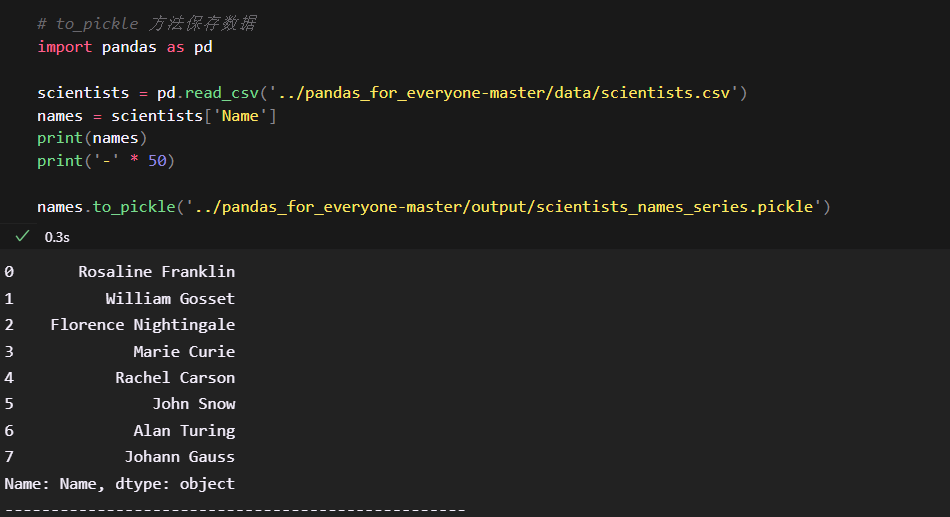 # to_pickle 方法保存数据
import pandas as pd
scientists = pd.read_csv('../pandas_for_everyone-master/data/scientists.csv')
names = scientists['Name']
print(names)
print('-' * 50)
names.to_pickle('../pandas_for_everyone-master/output/scientists_names_series.pickle')
✓ 0.3s
0 Rosaline Franklin
1 William Gosset
2 Florence Nightingale
3 Marie Curie
4 Rachel Carson
5 John Snow
6 Alan Turing
7 Johann Gauss
Name: Name, dtype: object
--------------------------------------------------